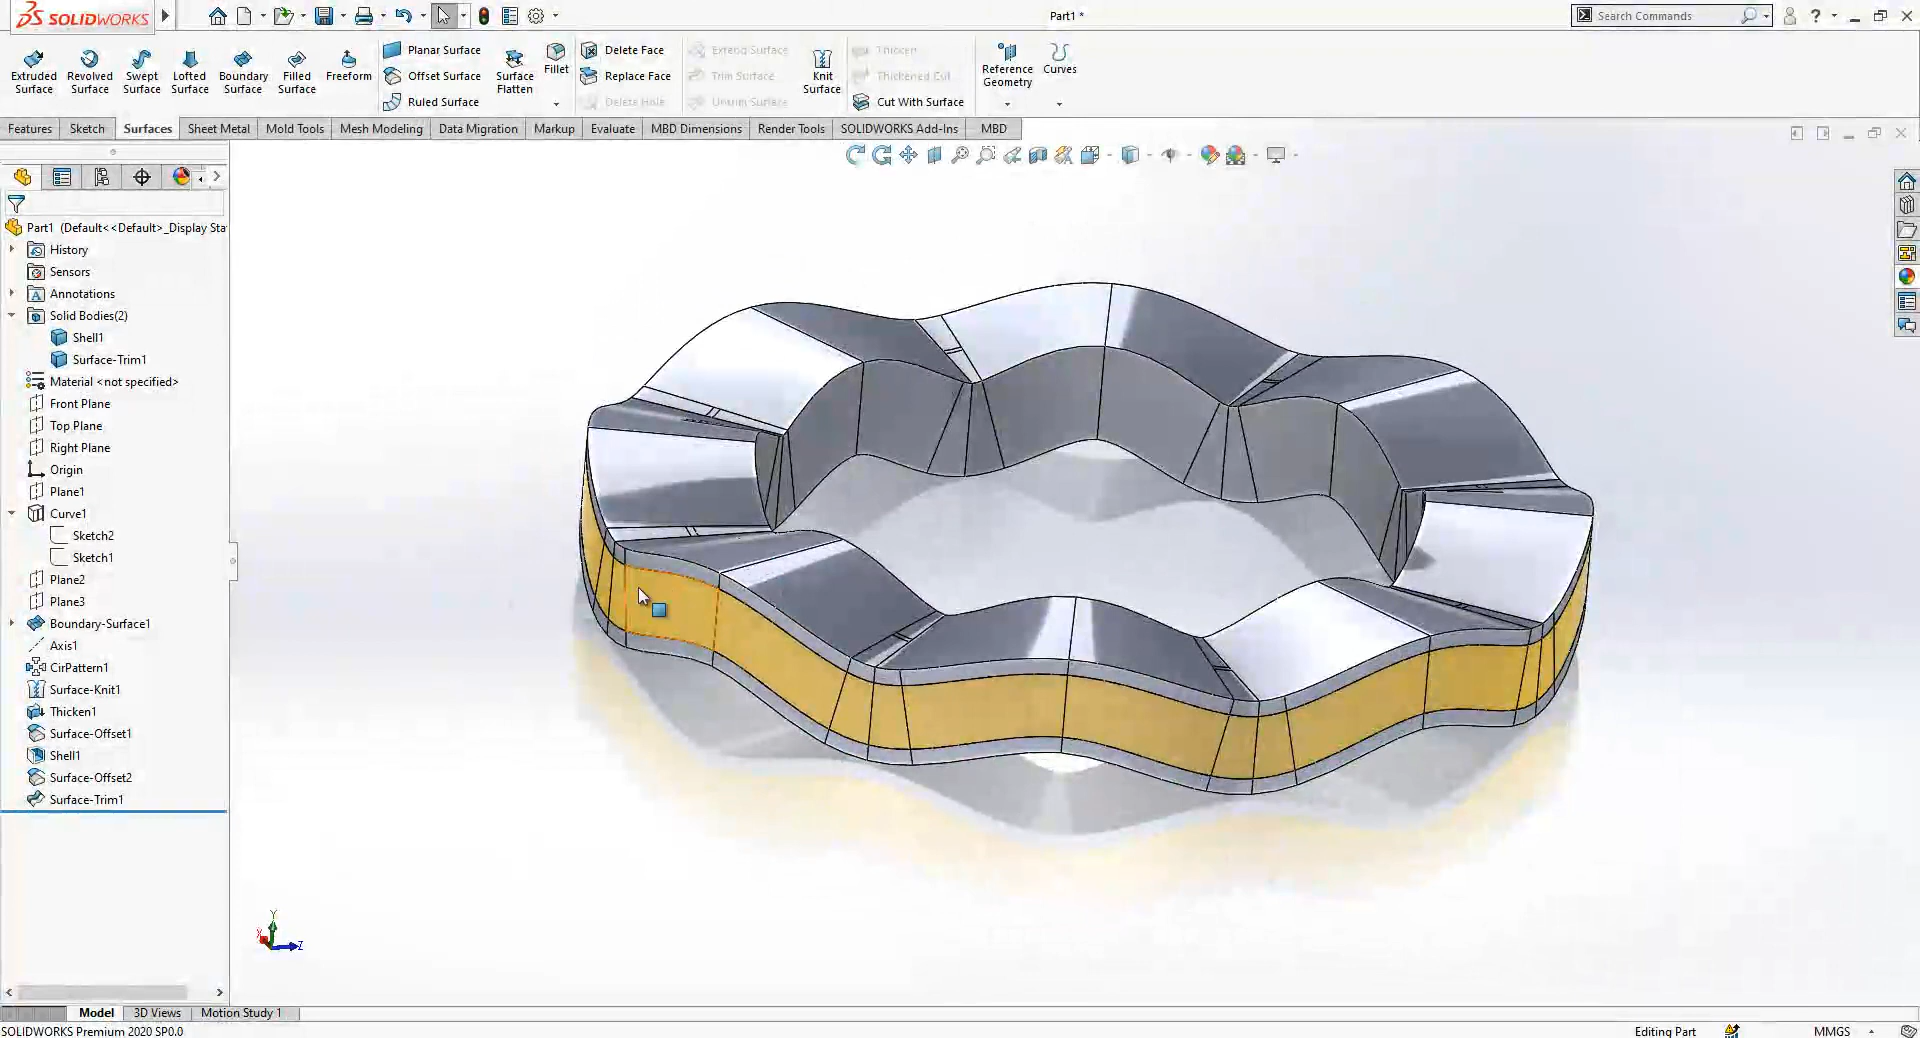 SOLIDWORKS
Part1 *
Search Commands
Extruded Surface
Revolved Surface
Swept Surface
Lofted Surface
Boundary Surface
Filled Surface
Freeform
Planar Surface
Offset Surface
Ruled Surface
Surface Flatten
Fillet
Delete Face
Replace Face
Delete Hole
Extend Surface
Trim Surface
Untrim Surface
Knit Surface
Thicken
Thickened Cut
Cut With Surface
Reference Geometry
Curves
Features
Sketch
Surfaces
Sheet Metal
Mold Tools
Mesh Modeling
Data Migration
Markup
Evaluate
MBD Dimensions
Render Tools
SOLIDWORKS Add-Ins
MBD
Part1 (Default<<Default>_Display Sta
History
Sensors
Annotations
Solid Bodies(2)
Shell1
Surface-Trim1
Material <not specified>
Front Plane
Top Plane
Right Plane
Origin
Plane1
Curve1
Sketch2
Sketch1
Plane2
Plane3
Boundary-Surface1
Axis1
CirPattern1
Surface-Knit1
Thicken1
Surface-Offset1
Shell1
Surface-Offset2
Surface-Trim1
Y
X
Z
Model
3D Views
Motion Study 1
SOLIDWORKS Premium 2020 SP0.0
Editing Part
MMGS